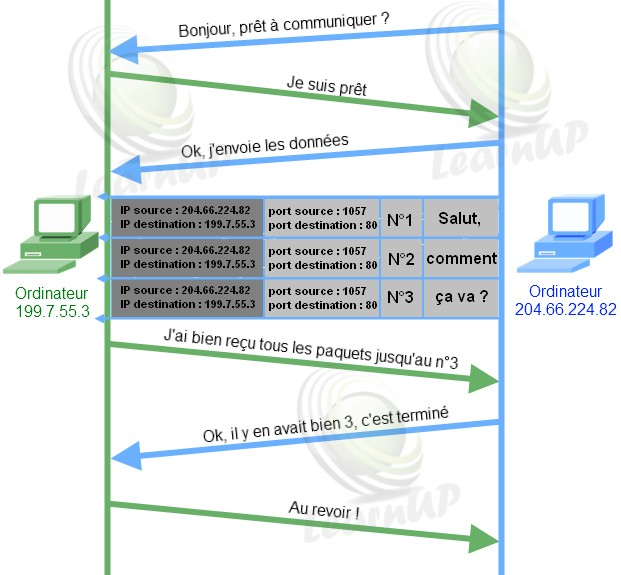 Bonjour, prêt à communiquer ?
Je suis prêt
Ok, j'envoie les données
IP source : 204.66.224.82
IP destination : 199.7.55.3
port source : 1057
port destination : 80
N°1
Salut,
IP source : 204.66.224.82
IP destination : 199.7.55.3
port source : 1057
port destination : 80
N°2
comment
IP source : 204.66.224.82
IP destination : 199.7.55.3
port source : 1057
port destination : 80
N°3
ça va ?
Ordinateur
199.7.55.3
Ordinateur
204.66.224.82
J'ai bien reçu tous les paquets jusqu'au n°3
Ok, il y en avait bien 3, c'est terminé
Au revoir !
LearnUP
LearnUP
LearnUP